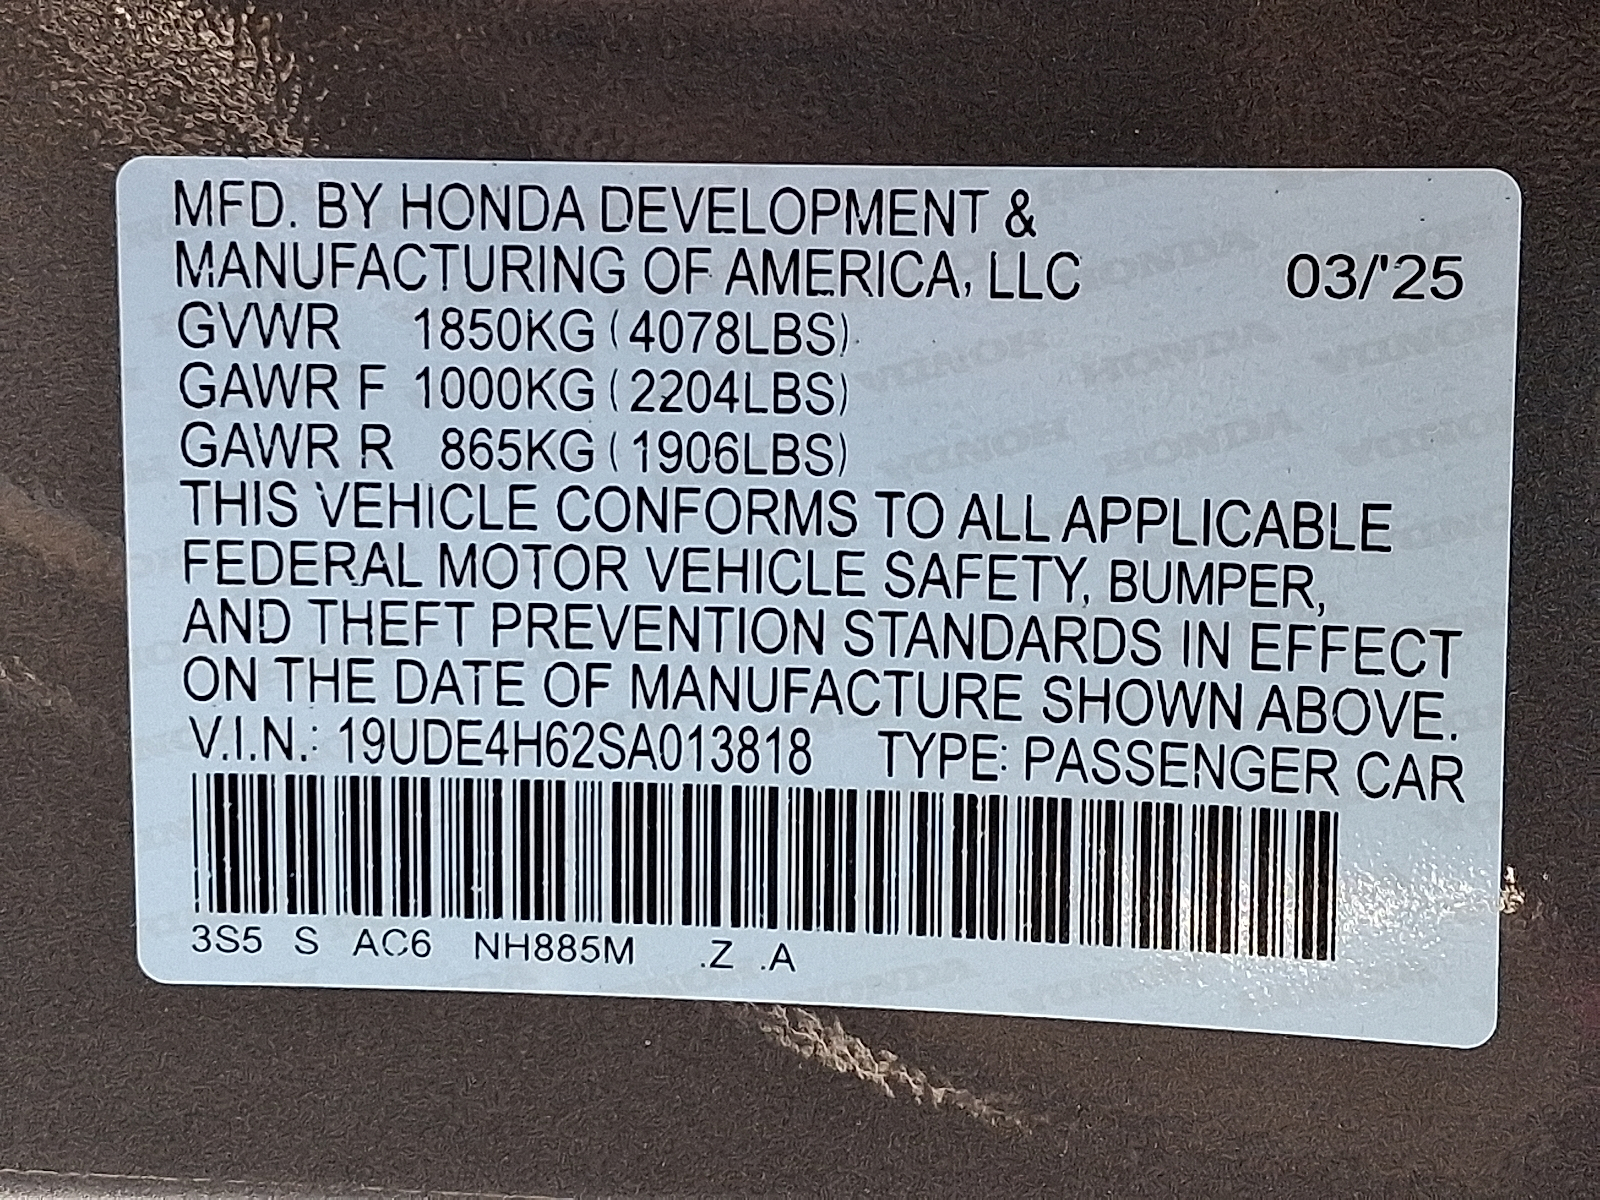 MFD. BY HONDA DEVELOPMENT &
MANUFACTURING OF AMERICA, LLC 03/'25
GVWR 1850KG (4078LBS)
GAWR F 1000KG (2204LBS)
GAWR R 865KG (1906LBS)
THIS VEHICLE CONFORMS TO ALL APPLICABLE
FEDERAL MOTOR VEHICLE SAFETY, BUMPER,
AND THEFT PREVENTION STANDARDS IN EFFECT
ON THE DATE OF MANUFACTURE SHOWN ABOVE.
V.I.N.: 19UDE4H62SA013818 TYPE: PASSENGER CAR
3S5 S AC6 NH885M .Z .A